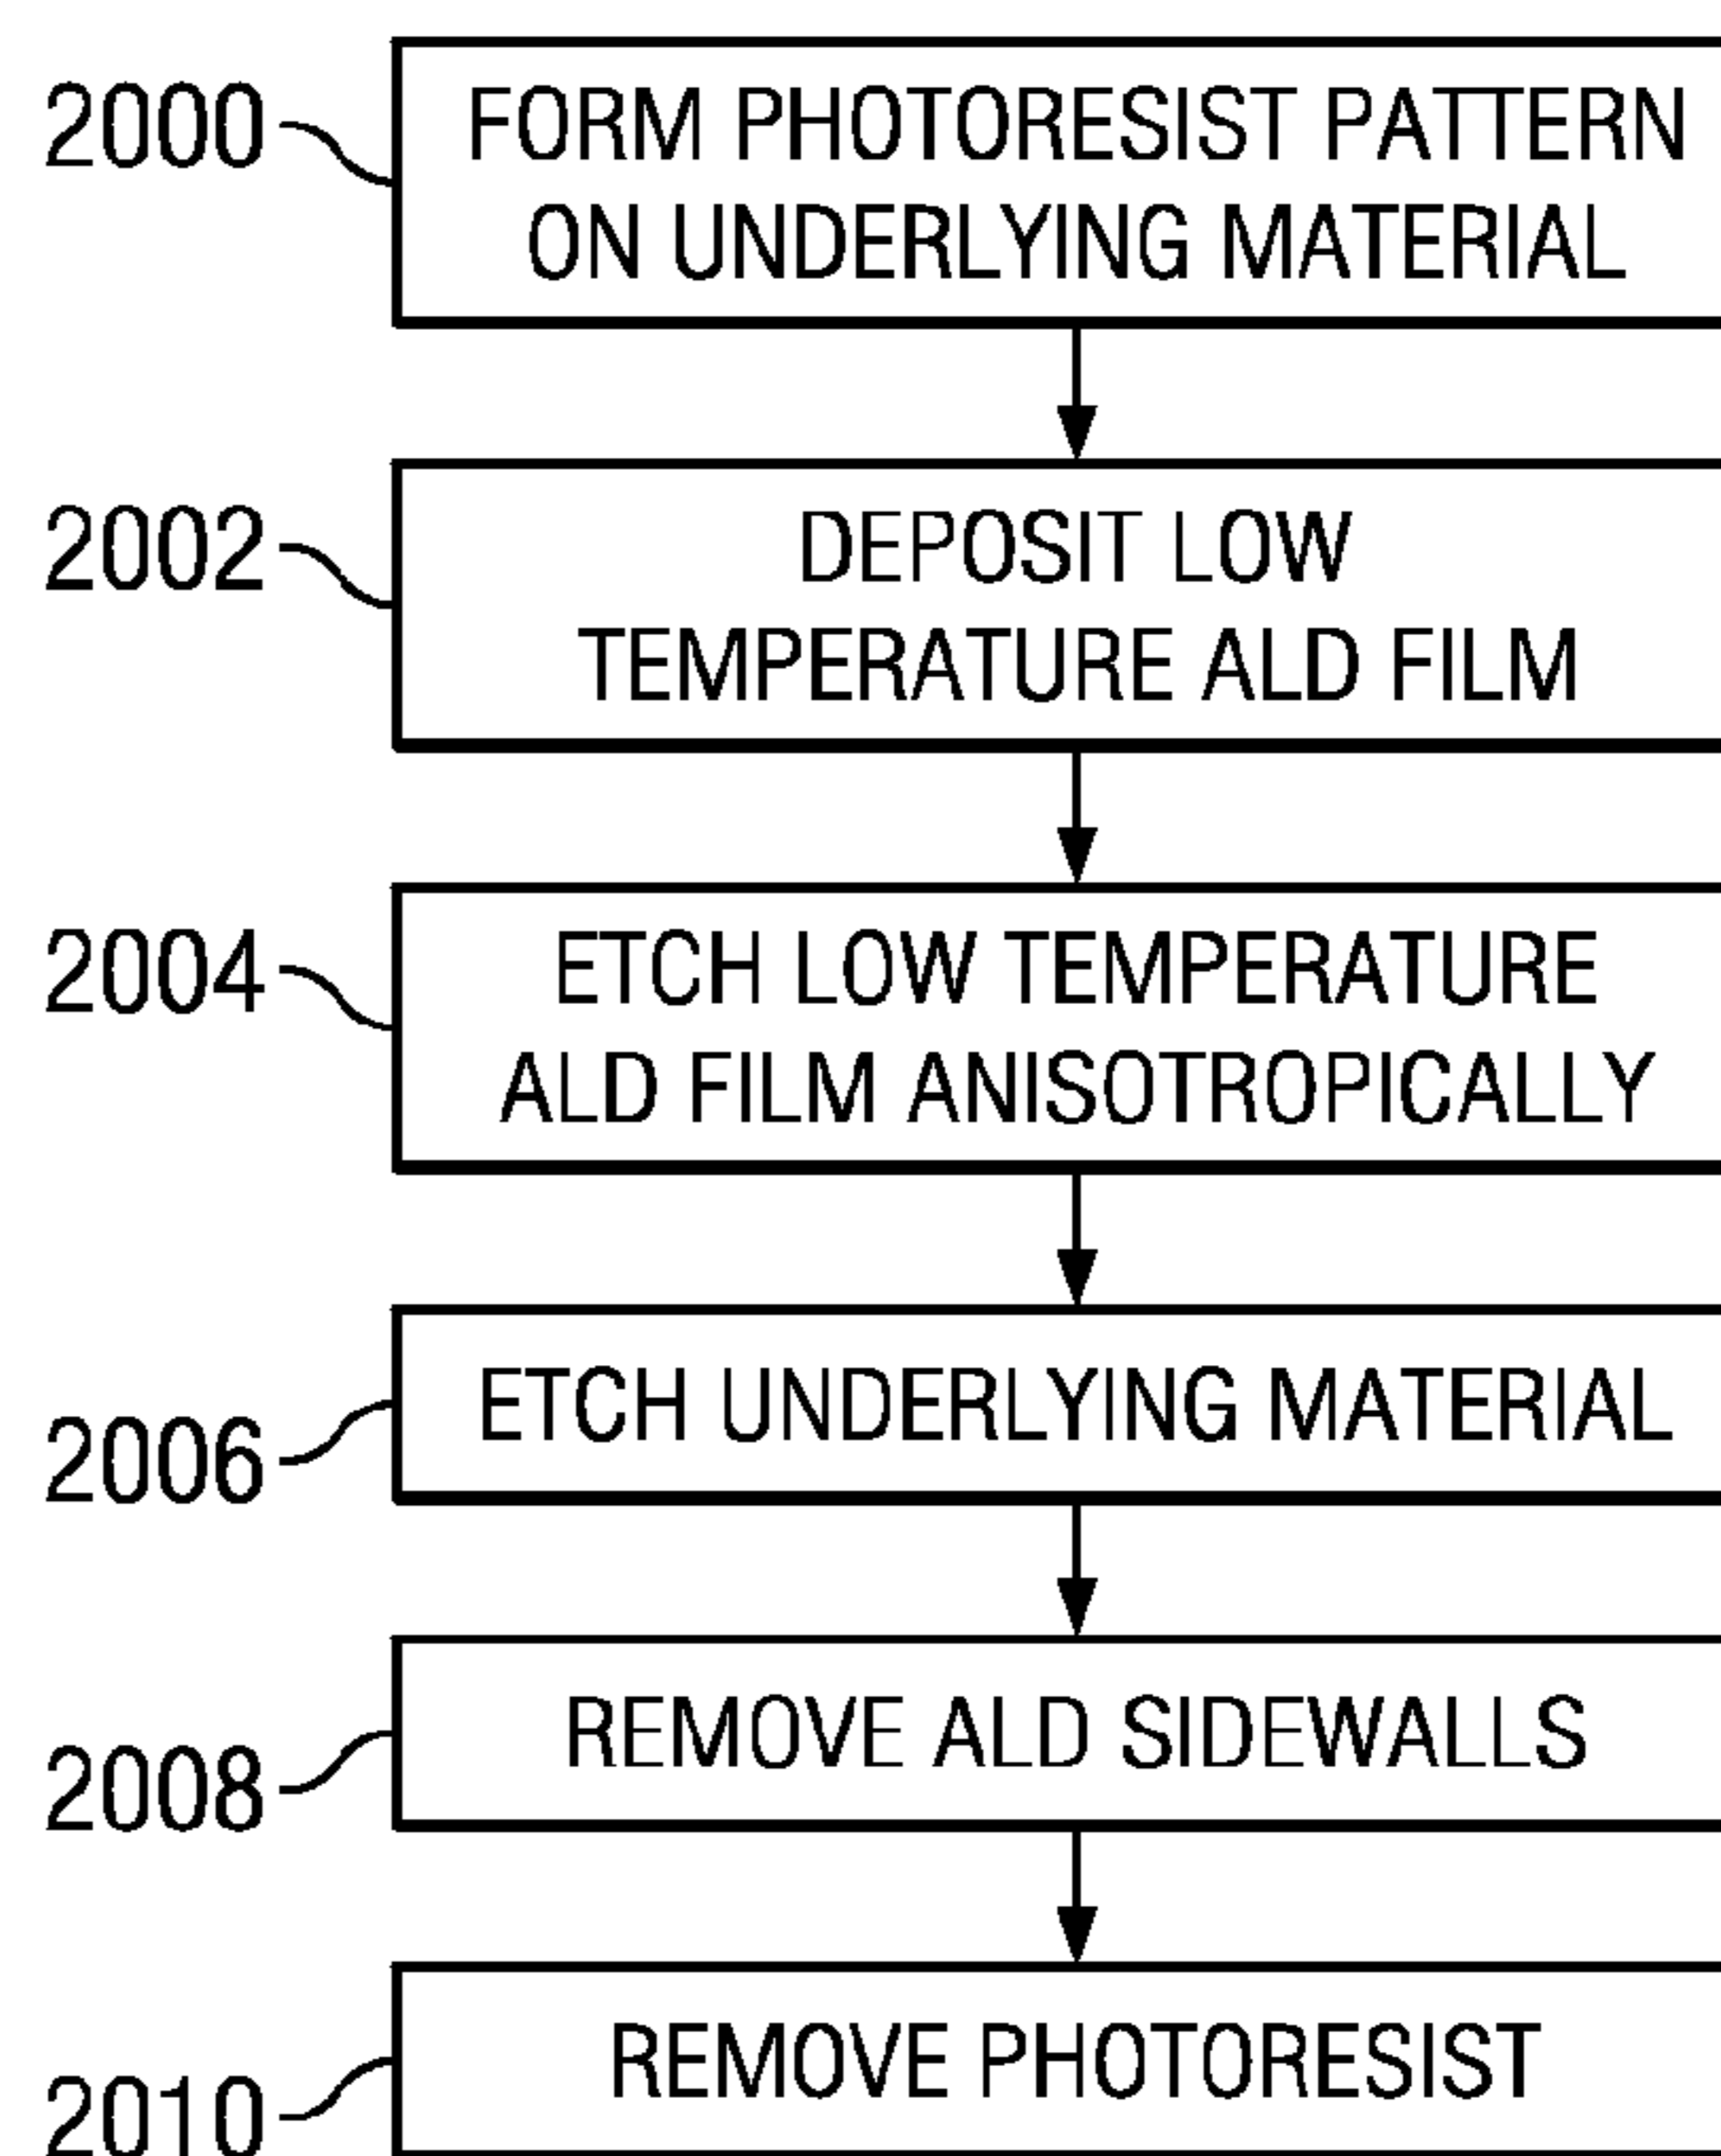 2000
FORM PHOTORESIST PATTERN
ON UNDERLYING MATERIAL
2002
DEPOSIT LOW
TEMPERATURE ALD FILM
2004
ETCH LOW TEMPERATURE
ALD FILM ANISOTROPICALLY
2006
ETCH UNDERLYING MATERIAL
2008
REMOVE ALD SIDEWALLS
2010
REMOVE PHOTORESIST